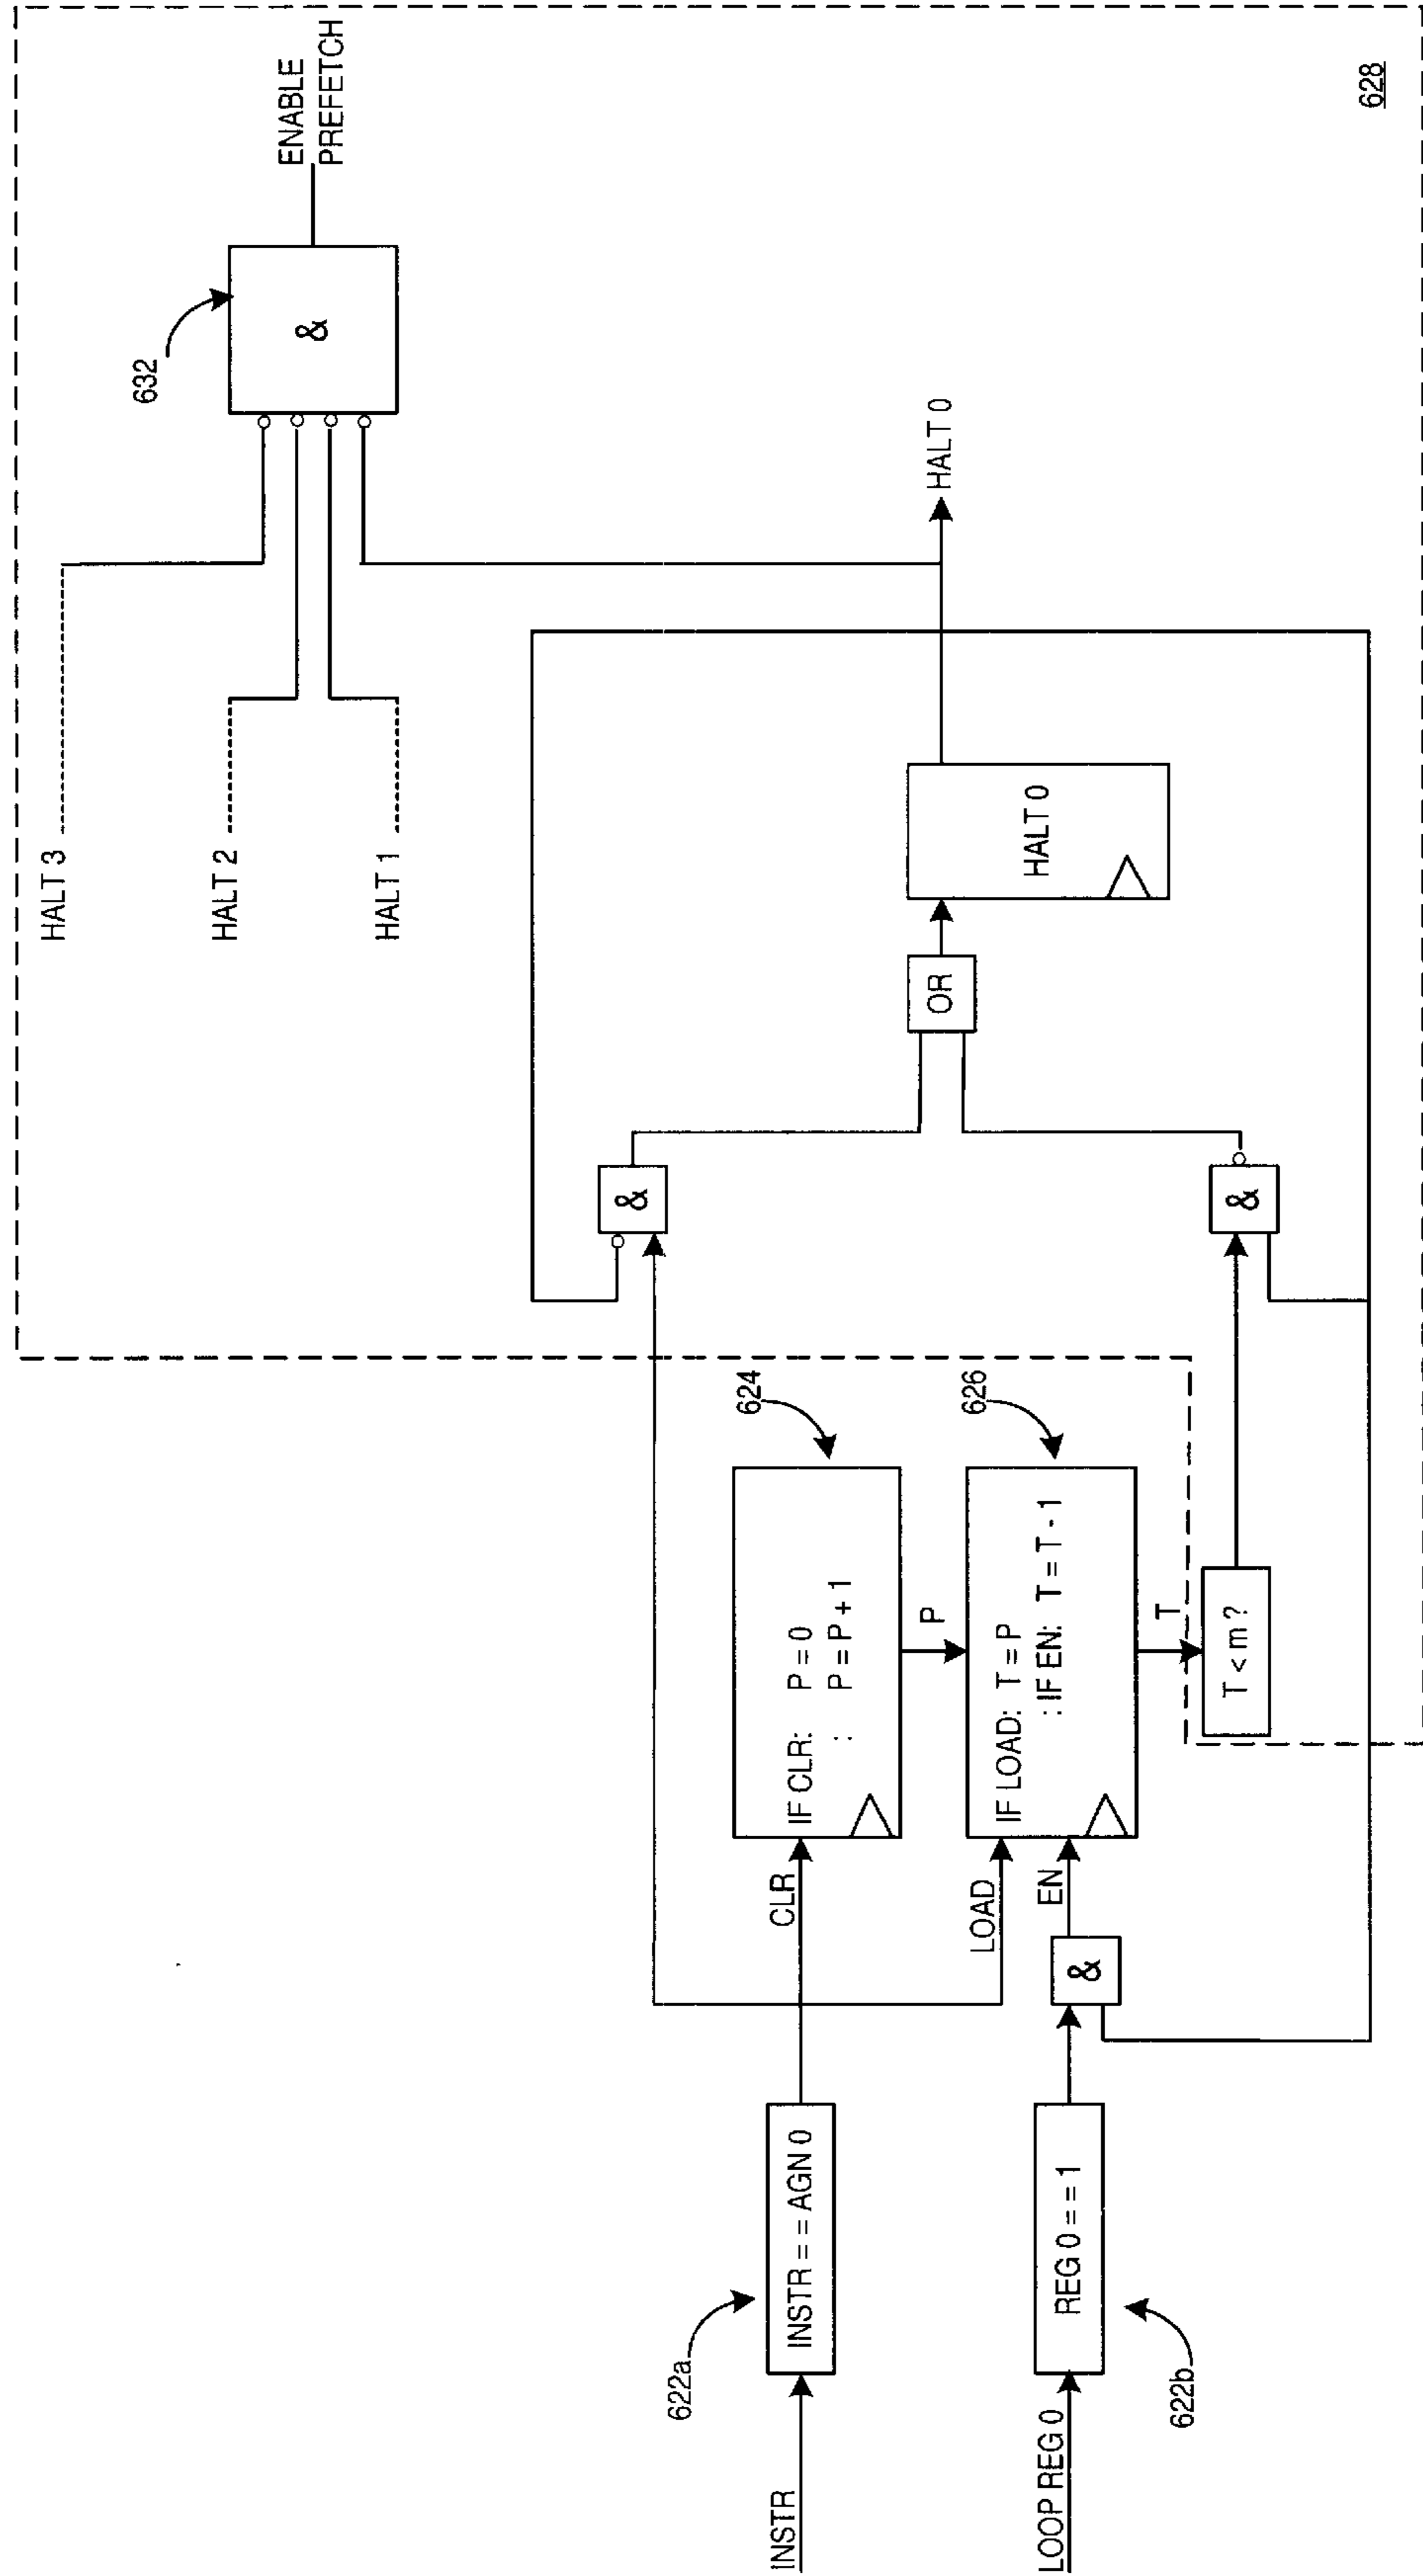 INSTR
622a
INSTR = = AGN 0
CLR
IF CLR: P = 0
: P = P + 1
624
P
LOAD
IF LOAD: T = P
: IF EN: T = T - 1
626
EN
&
LOOP REG 0
REG 0 = = 1
622b
T
T < m ?
&
&
OR
HALT 0
HALT 0
HALT 3
HALT 2
HALT 1
632
&
ENABLE
PREFETCH
628